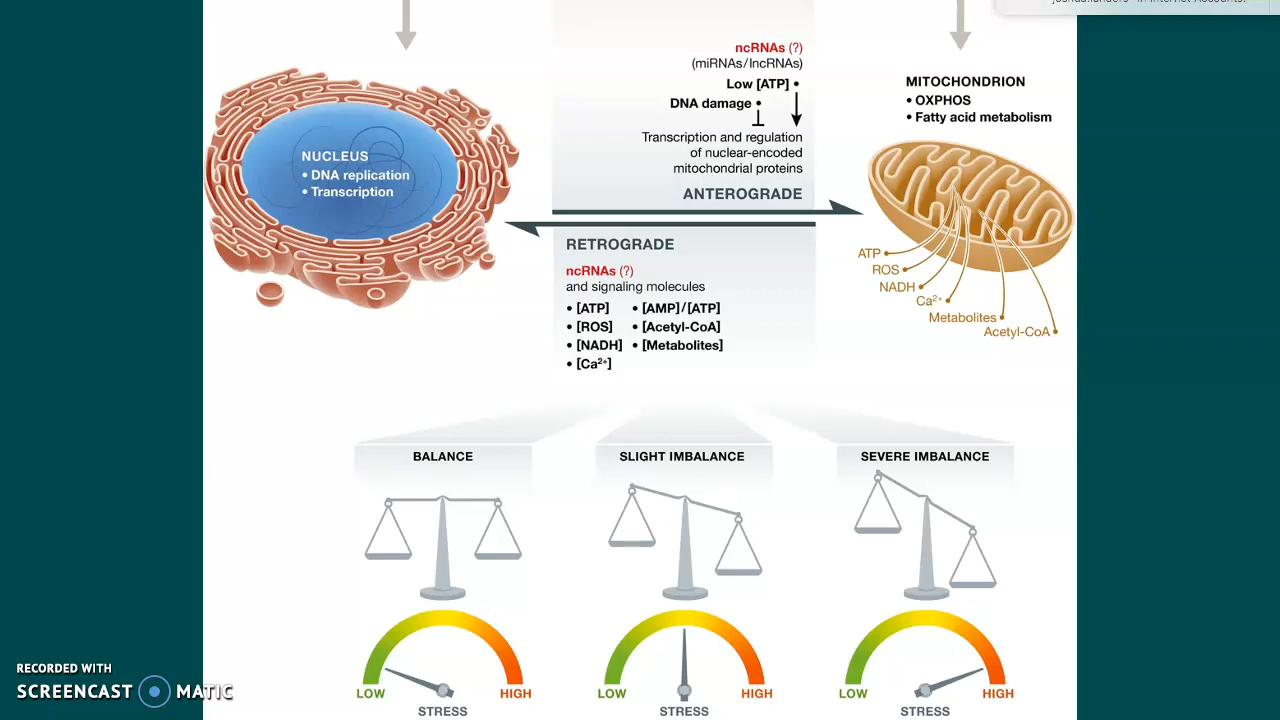 ncRNAs (?)
(miRNAs/lncRNAs)
Low [ATP] •
DNA damage •
Transcription and regulation
of nuclear-encoded
mitochondrial proteins
ANTEROGRADE
NUCLEUS
• DNA replication
• Transcription
MITOCHONDRION
• OXPHOS
• Fatty acid metabolism
ATP
ROS
NADH
Ca²⁺
Metabolites
Acetyl-CoA
RETROGRADE
ncRNAs (?)
and signaling molecules
• [ATP] • [AMP]/[ATP]
• [ROS] • [Acetyl-CoA]
• [NADH] • [Metabolites]
• [Ca²⁺]
BALANCE
SLIGHT IMBALANCE
SEVERE IMBALANCE
LOW HIGH
STRESS
LOW HIGH
STRESS
LOW HIGH
STRESS
RECORDED WITH
SCREENCAST MATIC